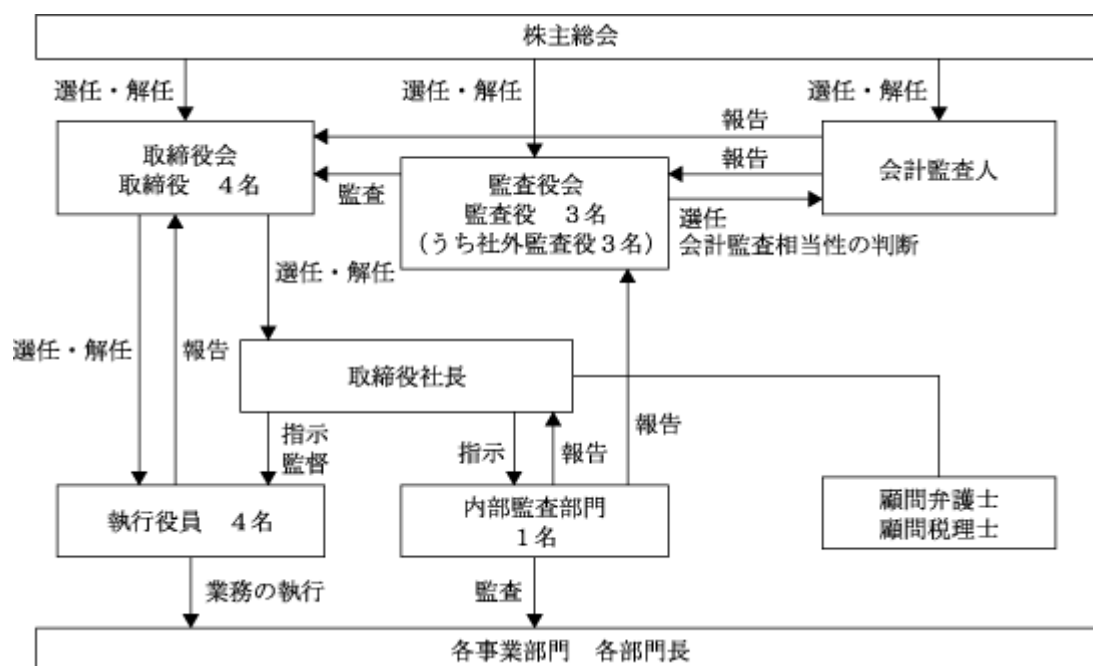 株主総会
選任・解任
選任・解任
選任・解任
報告
取締役会
取締役　４名
監査
監査役会
監査役　３名
（うち社外監査役３名）
報告
会計監査人
選任
会計監査相当性の判断
選任・解任
選任・解任
報告
取締役社長
指示
監督
指示
報告
報告
執行役員　４名
内部監査部門
１名
顧問弁護士
顧問税理士
業務の執行
監査
各事業部門　各部門長